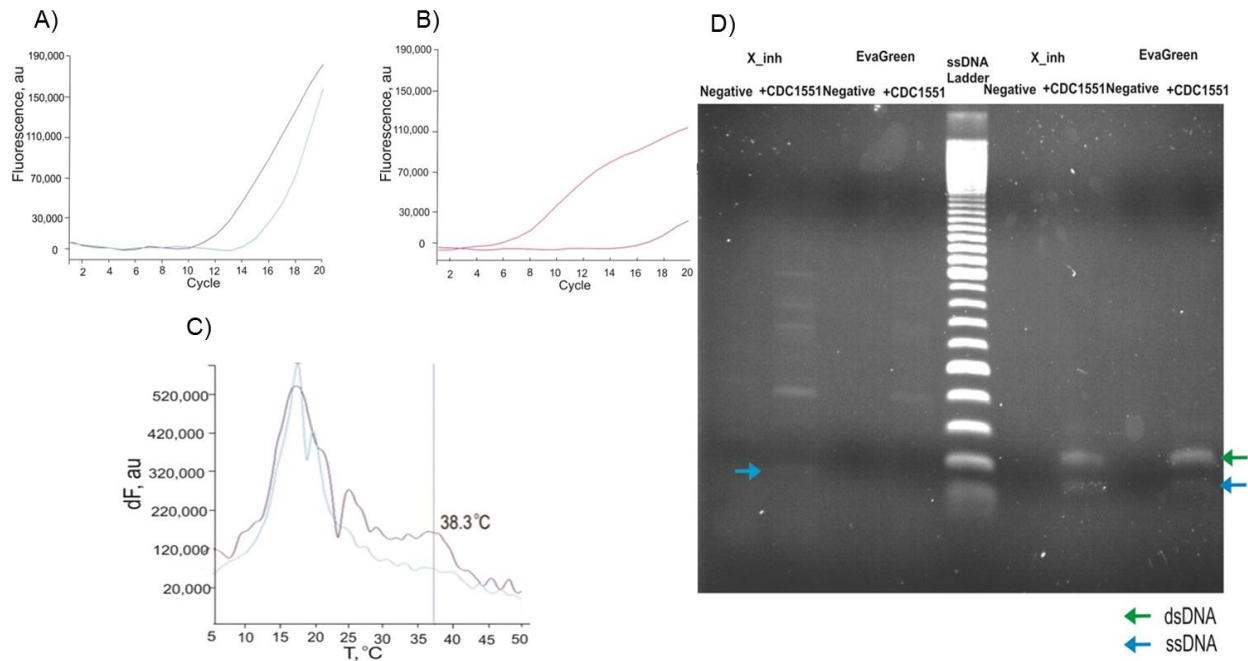 A)
190,000
150,000
110,000
70,000
30,000
0
Fluorescence, au
2 4 6 8 10 12 14 16 18 20
Cycle
B)
190,000
150,000
110,000
70,000
30,000
0
Fluorescence, au
2 4 6 8 10 12 14 16 18 20
Cycle
C)
520,000
420,000
320,000
220,000
120,000
20,000
dF, au
38.3°C
5 10 15 20 25 30 35 40 45 50
T, °C
D)
X_inh EvaGreen ssDNA Ladder X_inh EvaGreen
Negative +CDC1551 Negative +CDC1551 Negative +CDC1551 Negative +CDC1551
dsDNA
ssDNA